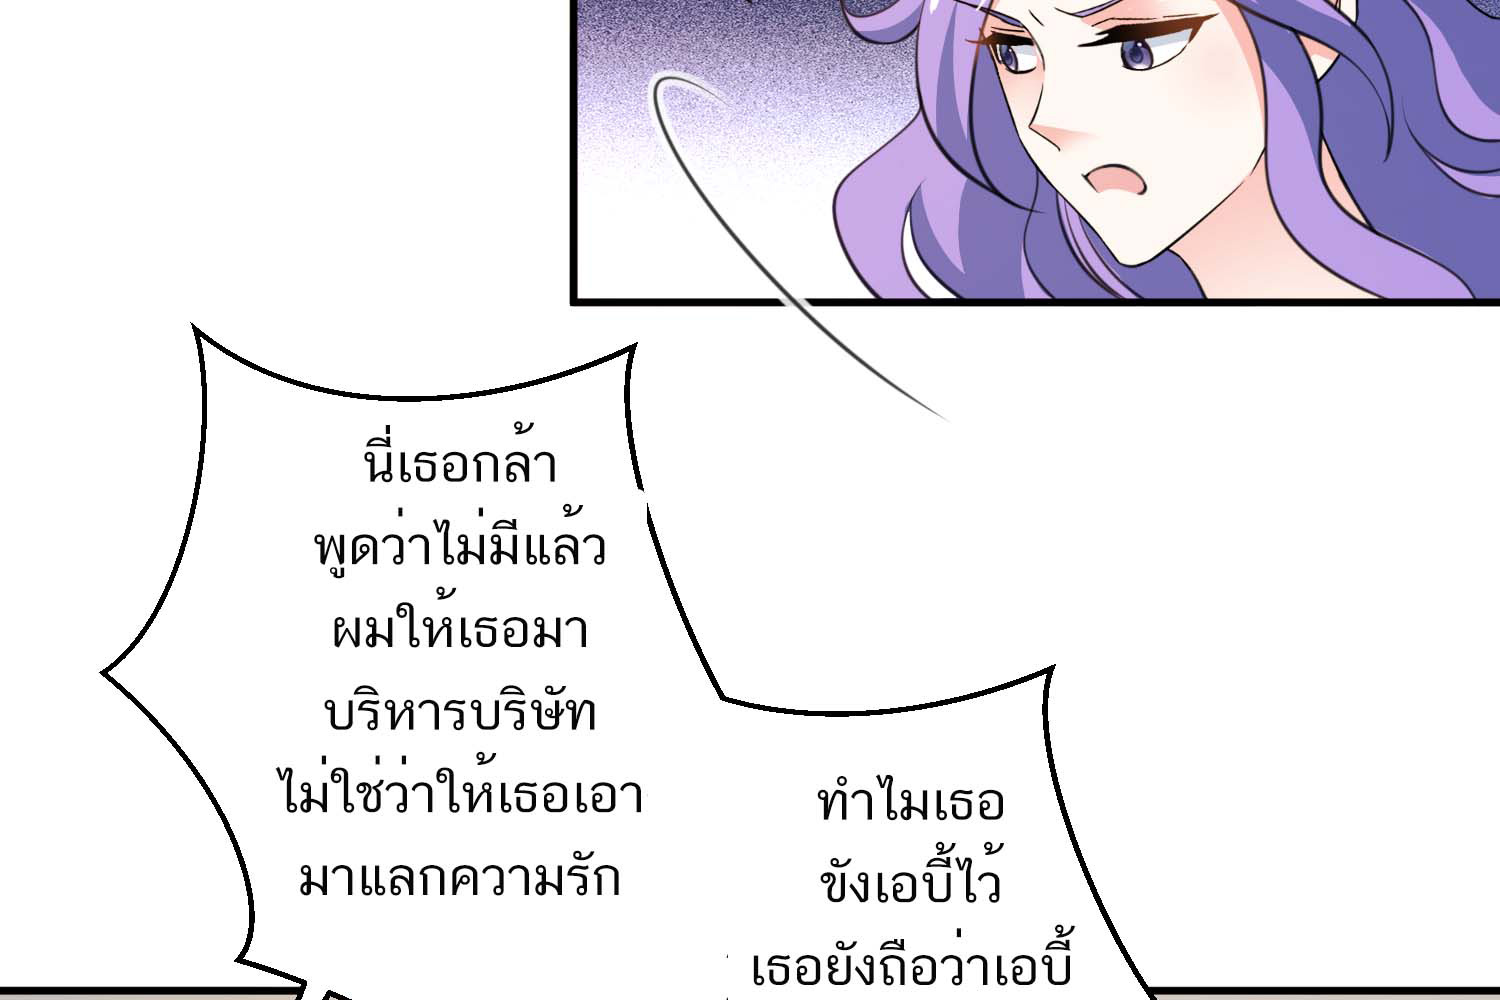 นี่เธอกล้า
พูดว่าไม่มีแล้ว
ผมให้เธอมา
บริหารบริษัท
ไม่ใช่ว่าให้เธอเอา
มาแลกความรัก
ทำไมเธอ
ขังเอบี้ไว้
เธอยังถือว่าเอบี้